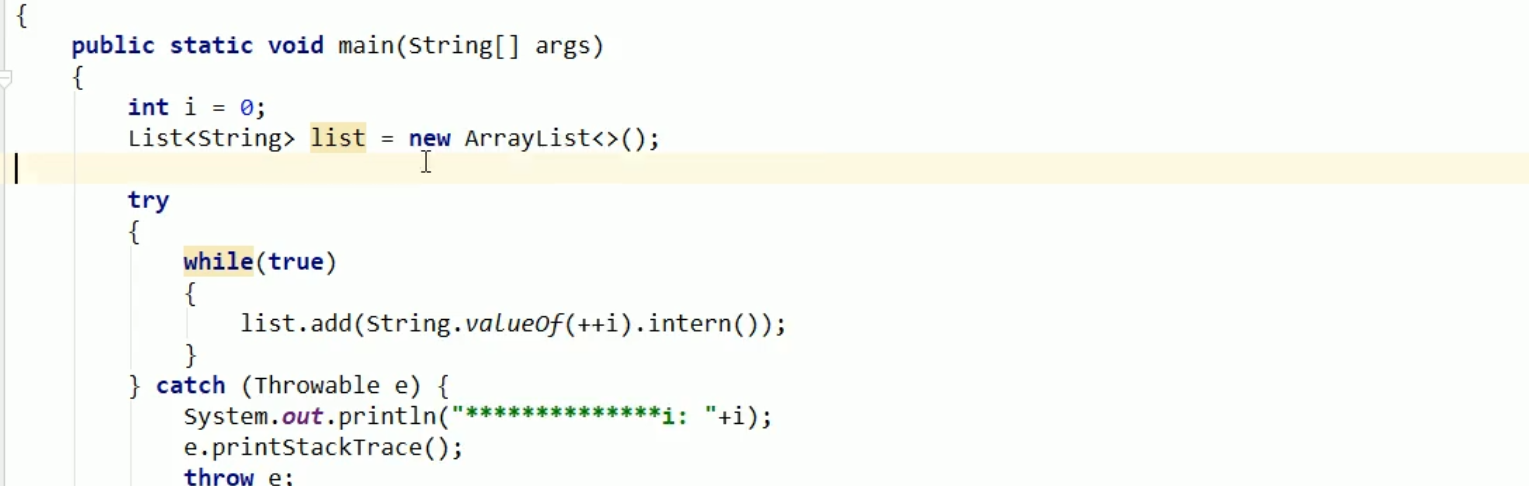 {
public static void main(String[] args)
{
int i = 0;
List<String> list = new ArrayList<>();
try
{
while(true)
{
list.add(String.valueOf(++i).intern());
}
} catch (Throwable e) {
System.out.println("**************i: "+i);
e.printStackTrace();
throw e;